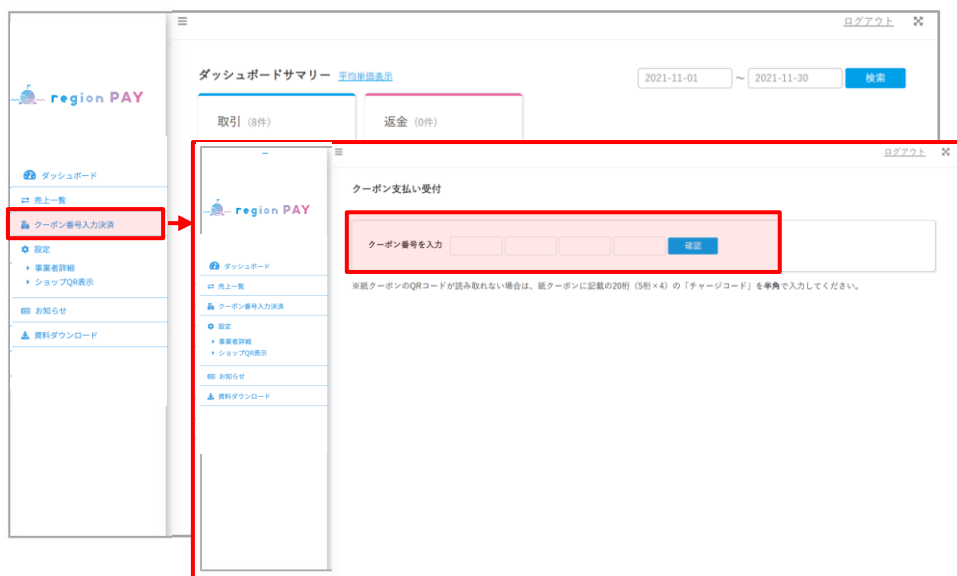 ログアウト
ダッシュボードサマリー 平均単価表示
2021-11-01 ~ 2021-11-30 検索
region PAY
取引 (8件)
返金 (0件)
ダッシュボード
売上一覧
クーポン番号入力決済
設定
事業者詳細
ショップQR表示
お知らせ
資料ダウンロード
ログアウト
region PAY
クーポン支払い受付
クーポン番号を入力 確認
※紙クーポンのQRコードが読み取れない場合は、紙クーポンに記載の20桁（5桁×4）の「チャージコード」を半角で入力してください。
ダッシュボード
売上一覧
クーポン番号入力決済
設定
事業者詳細
ショップQR表示
お知らせ
資料ダウンロード